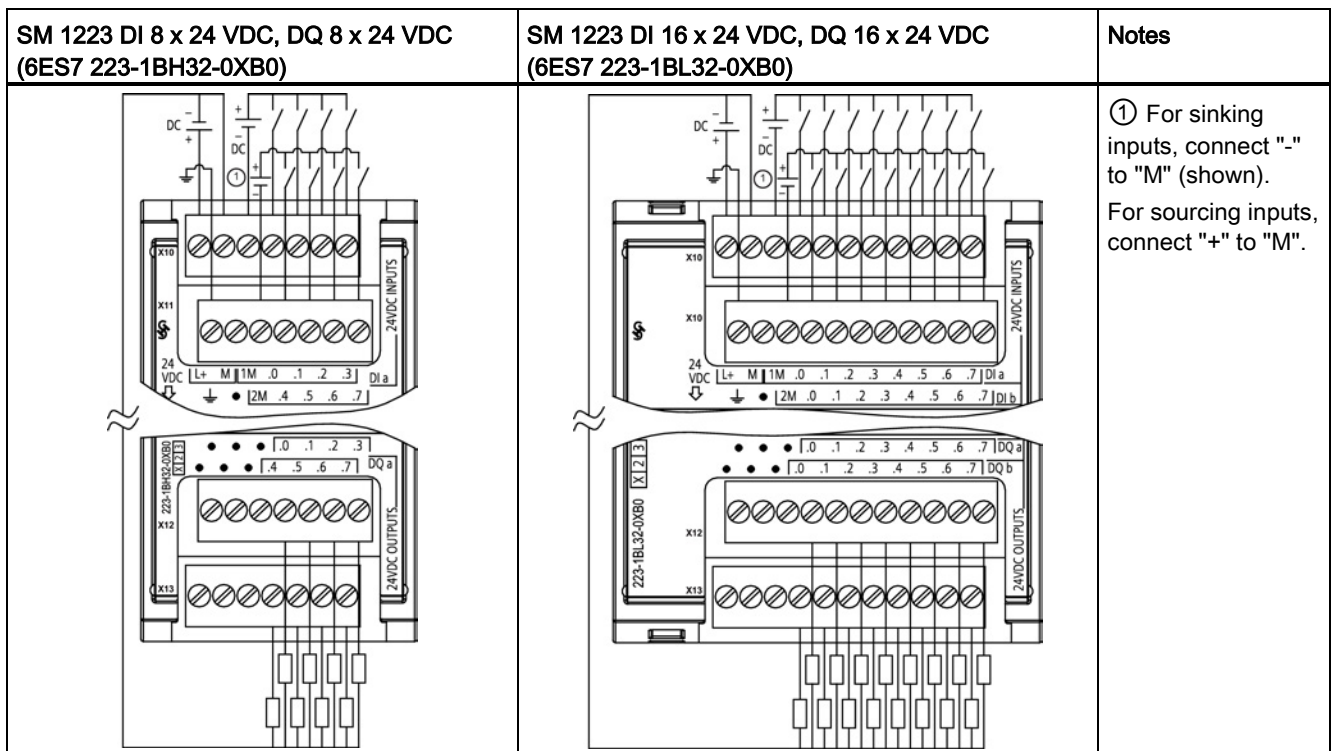 SM 1223 DI 8 x 24 VDC, DQ 8 x 24 VDC
(6ES7 223-1BH32-0XB0)
SM 1223 DI 16 x 24 VDC, DQ 16 x 24 VDC
(6ES7 223-1BL32-0XB0)
Notes
DC - +
+ - DC
①
+ -
X10
X11
24VDC INPUTS
24
VDC
L+ M 1M .0 .1 .2 .3 DI a
2M .4 .5 .6 .7
.0 .1 .2 .3
.4 .5 .6 .7 DQ a
223-1BH32-0XB0
X 2 3
X12
X13
24VDC OUTPUTS
DC - +
+ - DC
①
+ -
X10
X10
24VDC INPUTS
24
VDC
L+ M 1M .0 .1 .2 .3 .4 .5 .6 .7 DI a
2M .0 .1 .2 .3 .4 .5 .6 .7 DI b
.0 .1 .2 .3 .4 .5 .6 .7 DQ a
.0 .1 .2 .3 .4 .5 .6 .7 DQ b
X 2 3
223-1BL32-0XB0
X12
X13
24VDC OUTPUTS
① For sinking
inputs, connect "-"
to "M" (shown).
For sourcing inputs,
connect "+" to "M".